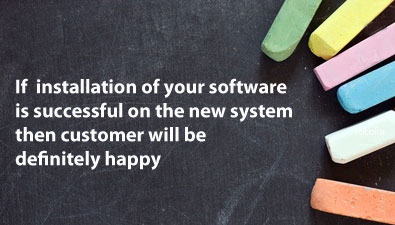 If  installation of your software
is successful on the new system
then customer will be
definitely happy